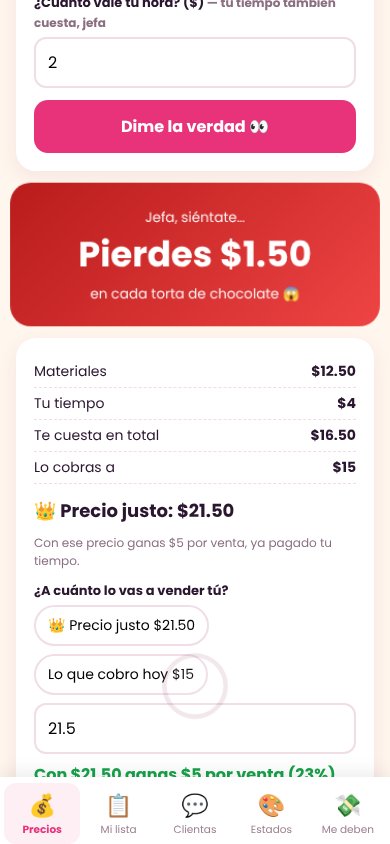 ¿Cuánto vale tu hora? ($) — tu tiempo también
cuesta, jefa
2
Dime la verdad 👀
Jefa, siéntate...
Pierdes $1.50
en cada torta de chocolate 😱
Materiales $12.50
Tu tiempo $4
Te cuesta en total $16.50
Lo cobras a $15
👑 Precio justo: $21.50
Con ese precio ganas $5 por venta, ya pagado tu
tiempo.
¿A cuánto lo vas a vender tú?
👑 Precio justo $21.50
Lo que cobro hoy $15
21.5
Con $21.50 ganas $5 por venta (23%)
Precios Mi lista Clientas Estados Me deben